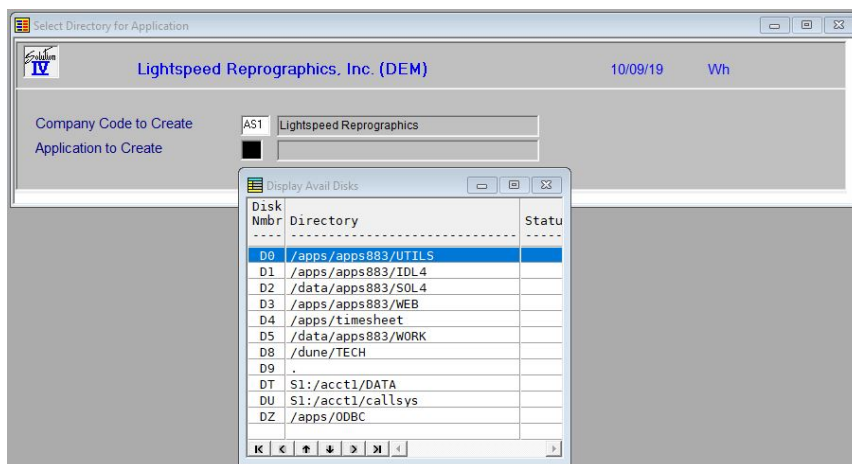 Select Directory for Application
Solution
IV
Lightspeed Reprographics, Inc. (DEM) 10/09/19 Wh
Company Code to Create AS1 Lightspeed Reprographics
Application to Create
Display Avail Disks
Disk
Nmbr Directory Statu
---- ------------------------------ -----
D0 /apps/apps883/UTILS
D1 /apps/apps883/IDL4
D2 /data/apps883/SOL4
D3 /apps/apps883/WEB
D4 /apps/timesheet
D5 /data/apps883/WORK
D8 /dune/TECH
D9 .
DT S1:/acct1/DATA
DU S1:/acct1/callsys
DZ /apps/ODBC